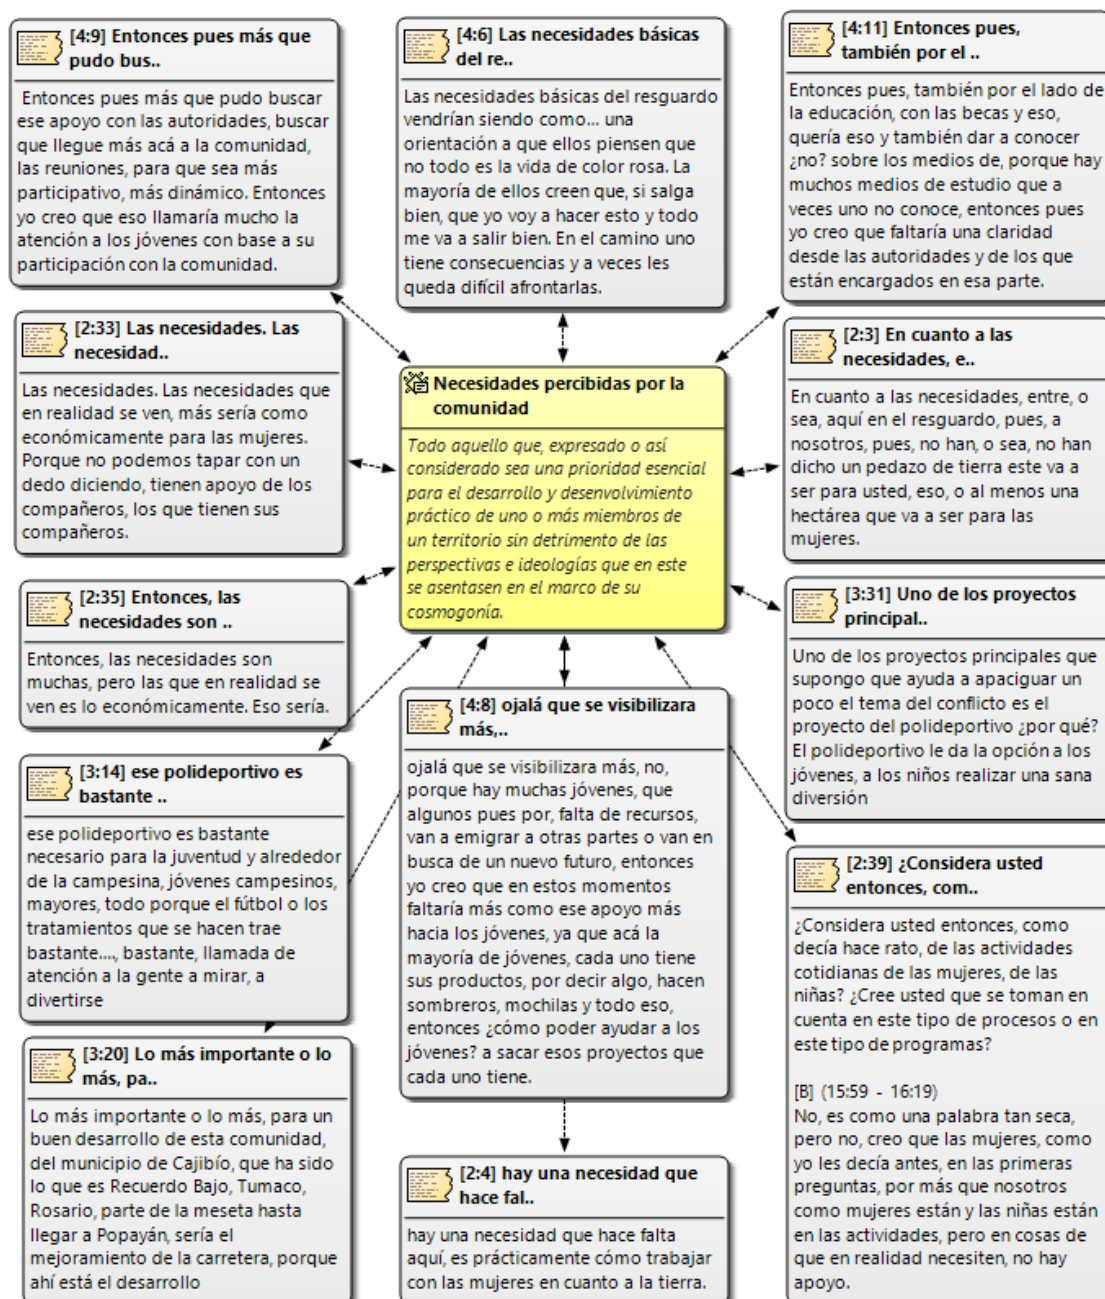 [4:9] Entonces pues más que
pudo bus..
Entonces pues más que pudo buscar
ese apoyo con las autoridades, buscar
que llegue más acá a la comunidad,
las reuniones, para que sea más
participativo, más dinámico. Entonces
yo creo que eso llamaría mucho la
atención a los jóvenes con base a su
participación con la comunidad.
[4:6] Las necesidades básicas
del re..
Las necesidades básicas del resguardo
vendrían siendo como... una
orientación a que ellos piensen que
no todo es la vida de color rosa. La
mayoría de ellos creen que, si salga
bien, que yo voy a hacer esto y todo
me va a salir bien. En el camino uno
tiene consecuencias y a veces les
queda difícil afrontarlas.
[4:11] Entonces pues,
también por el ..
Entonces pues, también por el lado de
la educación, con las becas y eso,
quería eso y también dar a conocer
¿no? sobre los medios de, porque hay
muchos medios de estudio que a
veces uno no conoce, entonces pues
yo creo que faltaría una claridad
desde las autoridades y de los que
están encargados en esa parte.
[2:33] Las necesidades. Las
necesidad..
Las necesidades. Las necesidades que
en realidad se ven, más sería como
económicamente para las mujeres.
Porque no podemos tapar con un
dedo diciendo, tienen apoyo de los
compañeros, los que tienen sus
compañeros.
Necesidades percibidas por la
comunidad
Todo aquello que, expresado o así
considerado sea una prioridad esencial
para el desarrollo y desenvolvimiento
práctico de uno o más miembros de
un territorio sin detrimento de las
perspectivas e ideologías que en este
se asentasen en el marco de su
cosmogonía.
[2:3] En cuanto a las
necesidades, e..
En cuanto a las necesidades, entre, o
sea, aquí en el resguardo, pues, a
nosotros, pues, no han, o sea, no han
dicho un pedazo de tierra este va a
ser para usted, eso, o al menos una
hectárea que va a ser para las
mujeres.
[2:35] Entonces, las
necesidades son ..
Entonces, las necesidades son
muchas, pero las que en realidad se
ven es lo económicamente. Eso sería.
[3:31] Uno de los proyectos
principal..
Uno de los proyectos principales que
supongo que ayuda a apaciguar un
poco el tema del conflicto es el
proyecto del polideportivo ¿por qué?
El polideportivo le da la opción a los
jóvenes, a los niños realizar una sana
diversión
[3:14] ese polideportivo es
bastante ..
ese polideportivo es bastante
necesario para la juventud y alrededor
de la campesina, jóvenes campesinos,
mayores, todo porque el fútbol o los
tratamientos que se hacen trae
bastante...., bastante, llamada de
atención a la gente a mirar, a
divertirse
[4:8] ojalá que se visibilizara
más,..
ojalá que se visibilizara más, no,
porque hay muchas jóvenes, que
algunos pues por, falta de recursos,
van a emigrar a otras partes o van en
busca de un nuevo futuro, entonces
yo creo que en estos momentos
faltaría más como ese apoyo más
hacia los jóvenes, ya que acá la
mayoría de jóvenes, cada uno tiene
sus productos, por decir algo, hacen
sombreros, mochilas y todo eso,
entonces ¿cómo poder ayudar a los
jóvenes? a sacar esos proyectos que
cada uno tiene.
[2:39] ¿Considera usted
entonces, com..
¿Considera usted entonces, como
decía hace rato, de las actividades
cotidianas de las mujeres, de las
niñas? ¿Cree usted que se toman en
cuenta en este tipo de procesos o en
este tipo de programas?
[B] (15:59 - 16:19)
No, es como una palabra tan seca,
pero no, creo que las mujeres, como
yo les decía antes, en las primeras
preguntas, por más que nosotros
como mujeres están y las niñas están
en las actividades, pero en cosas de
que en realidad necesiten, no hay
apoyo.
[3:20] Lo más importante o lo
más, pa..
Lo más importante o lo más, para un
buen desarrollo de esta comunidad,
del municipio de Cajibío, que ha sido
lo que es Recuerdo Bajo, Tumaco,
Rosario, parte de la meseta hasta
llegar a Popayán, sería el
mejoramiento de la carretera, porque
ahí está el desarrollo
[2:4] hay una necesidad que
hace fal..
hay una necesidad que hace falta
aquí, es prácticamente cómo trabajar
con las mujeres en cuanto a la tierra.